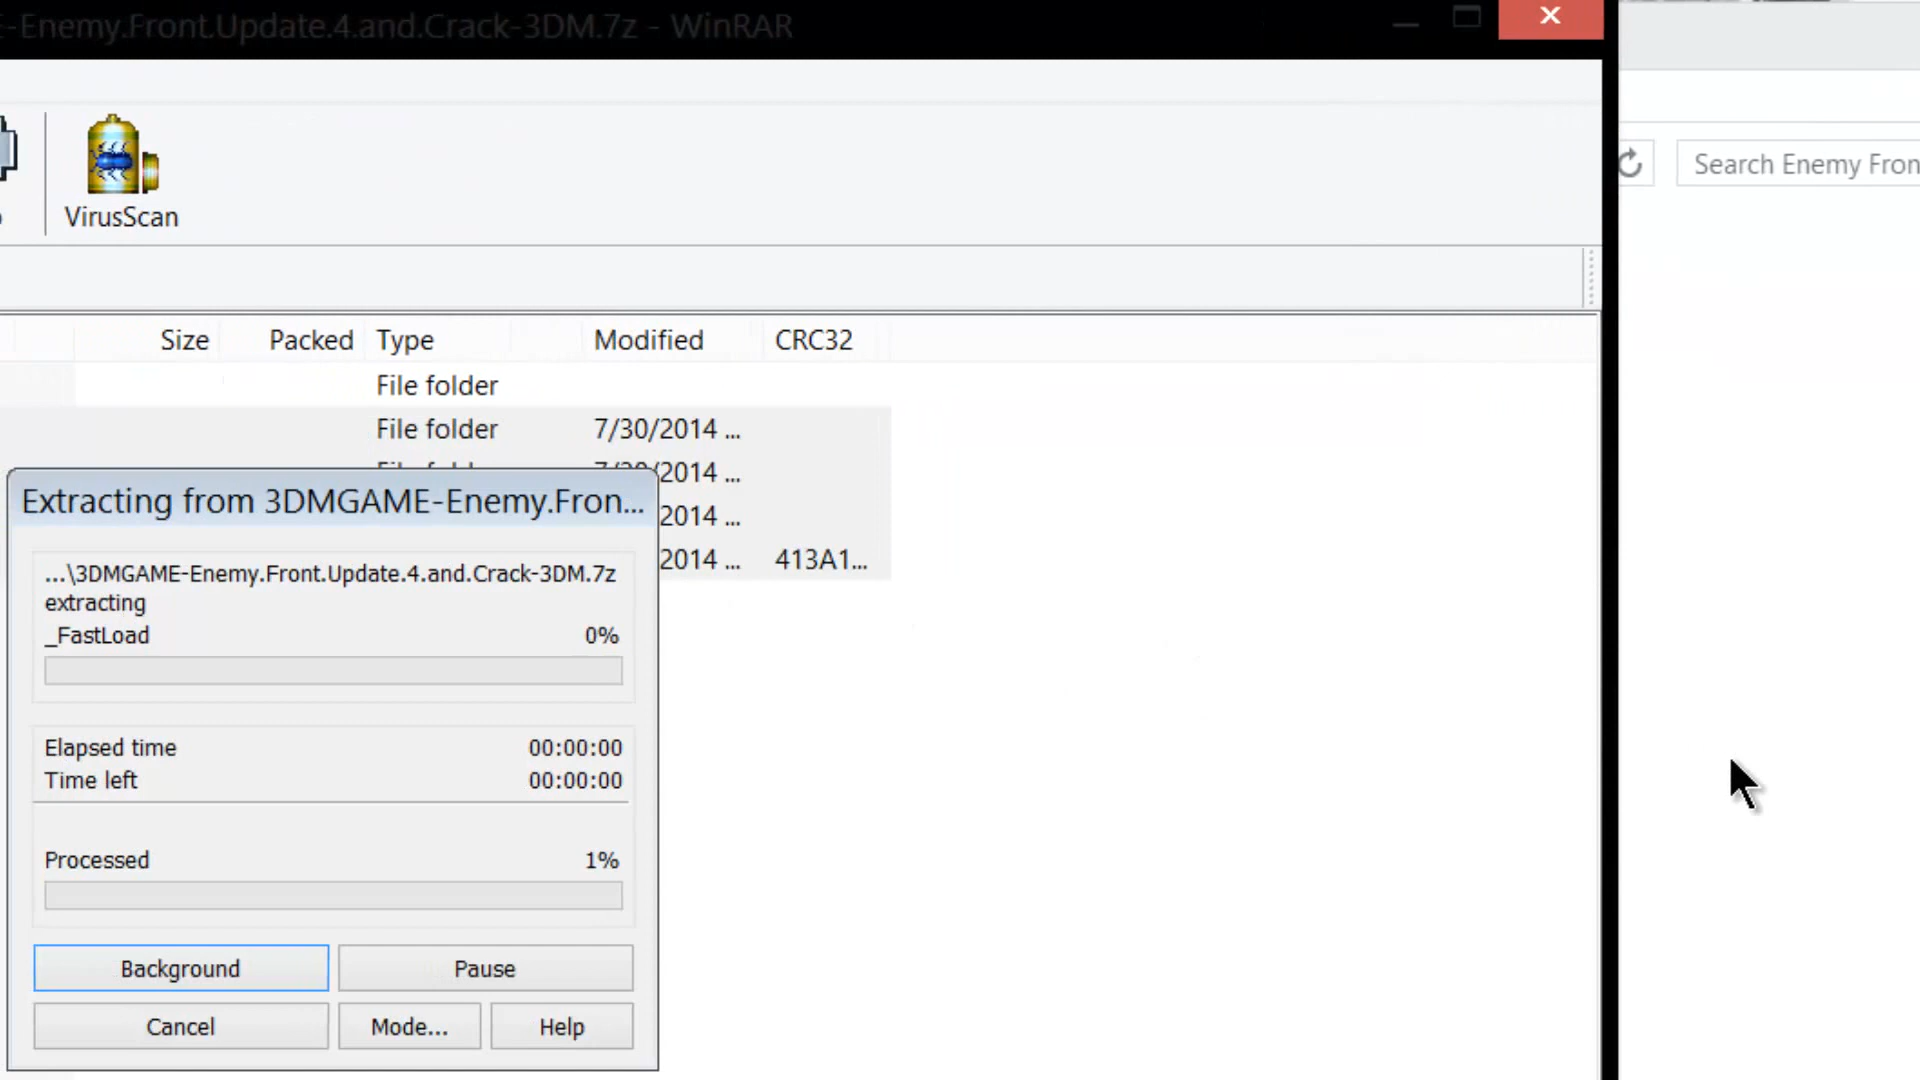 -Enemy.Front.Update.4.and.Crack-3DM.7z - WinRAR
Search Enemy Fron
VirusScan
Size Packed Type Modified CRC32
File folder
File folder 7/30/2014 ...
2014 ...
2014 ...
2014 ... 413A1...
Extracting from 3DMGAME-Enemy.Fron...
...\3DMGAME-Enemy.Front.Update.4.and.Crack-3DM.7z
extracting
_FastLoad 0%
Elapsed time 00:00:00
Time left 00:00:00
Processed 1%
Background Pause
Cancel Mode... Help